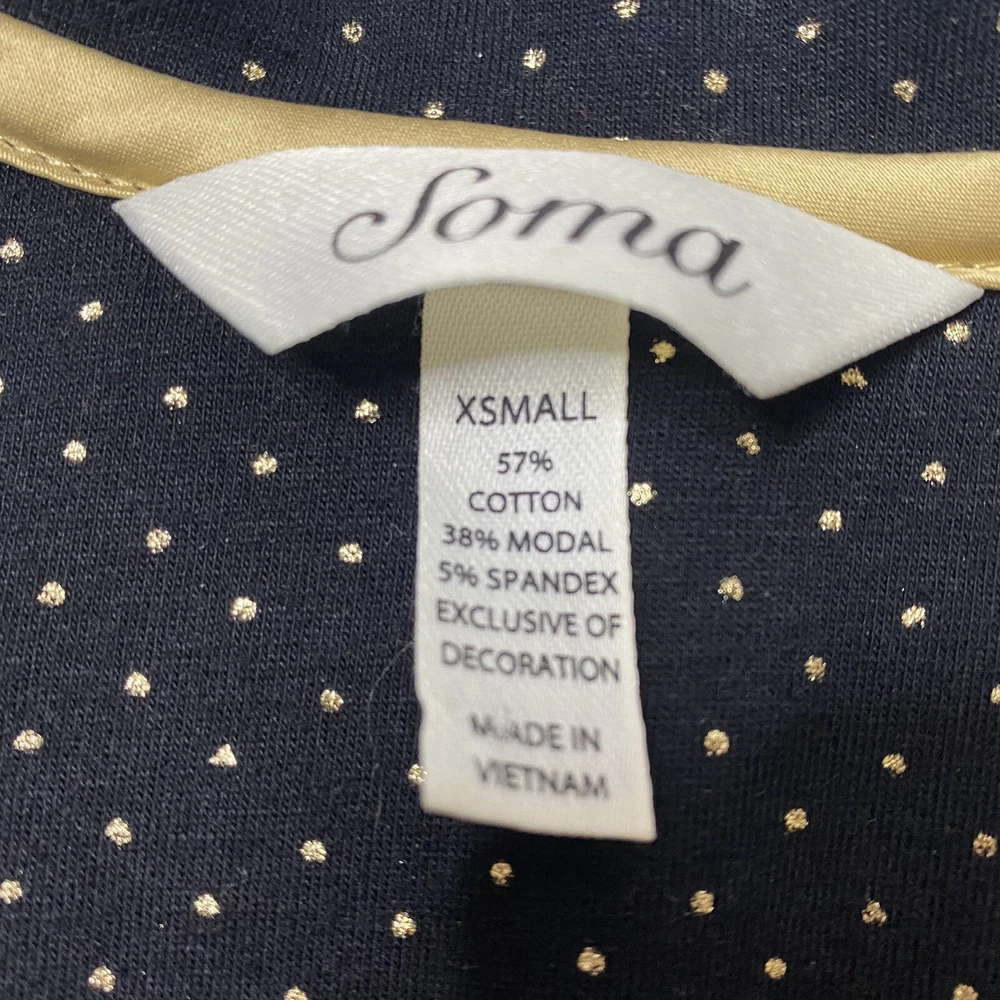 Soma
XSMALL
57%
COTTON
38% MODAL
5% SPANDEX
EXCLUSIVE OF
DECORATION
MADE IN
VIETNAM